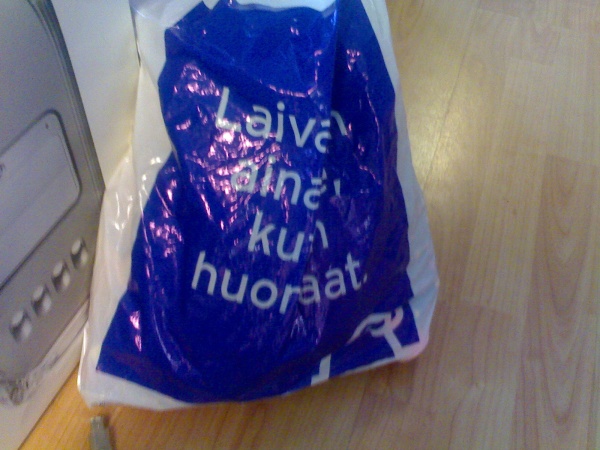 Laiva
aina
kun
huoraat.